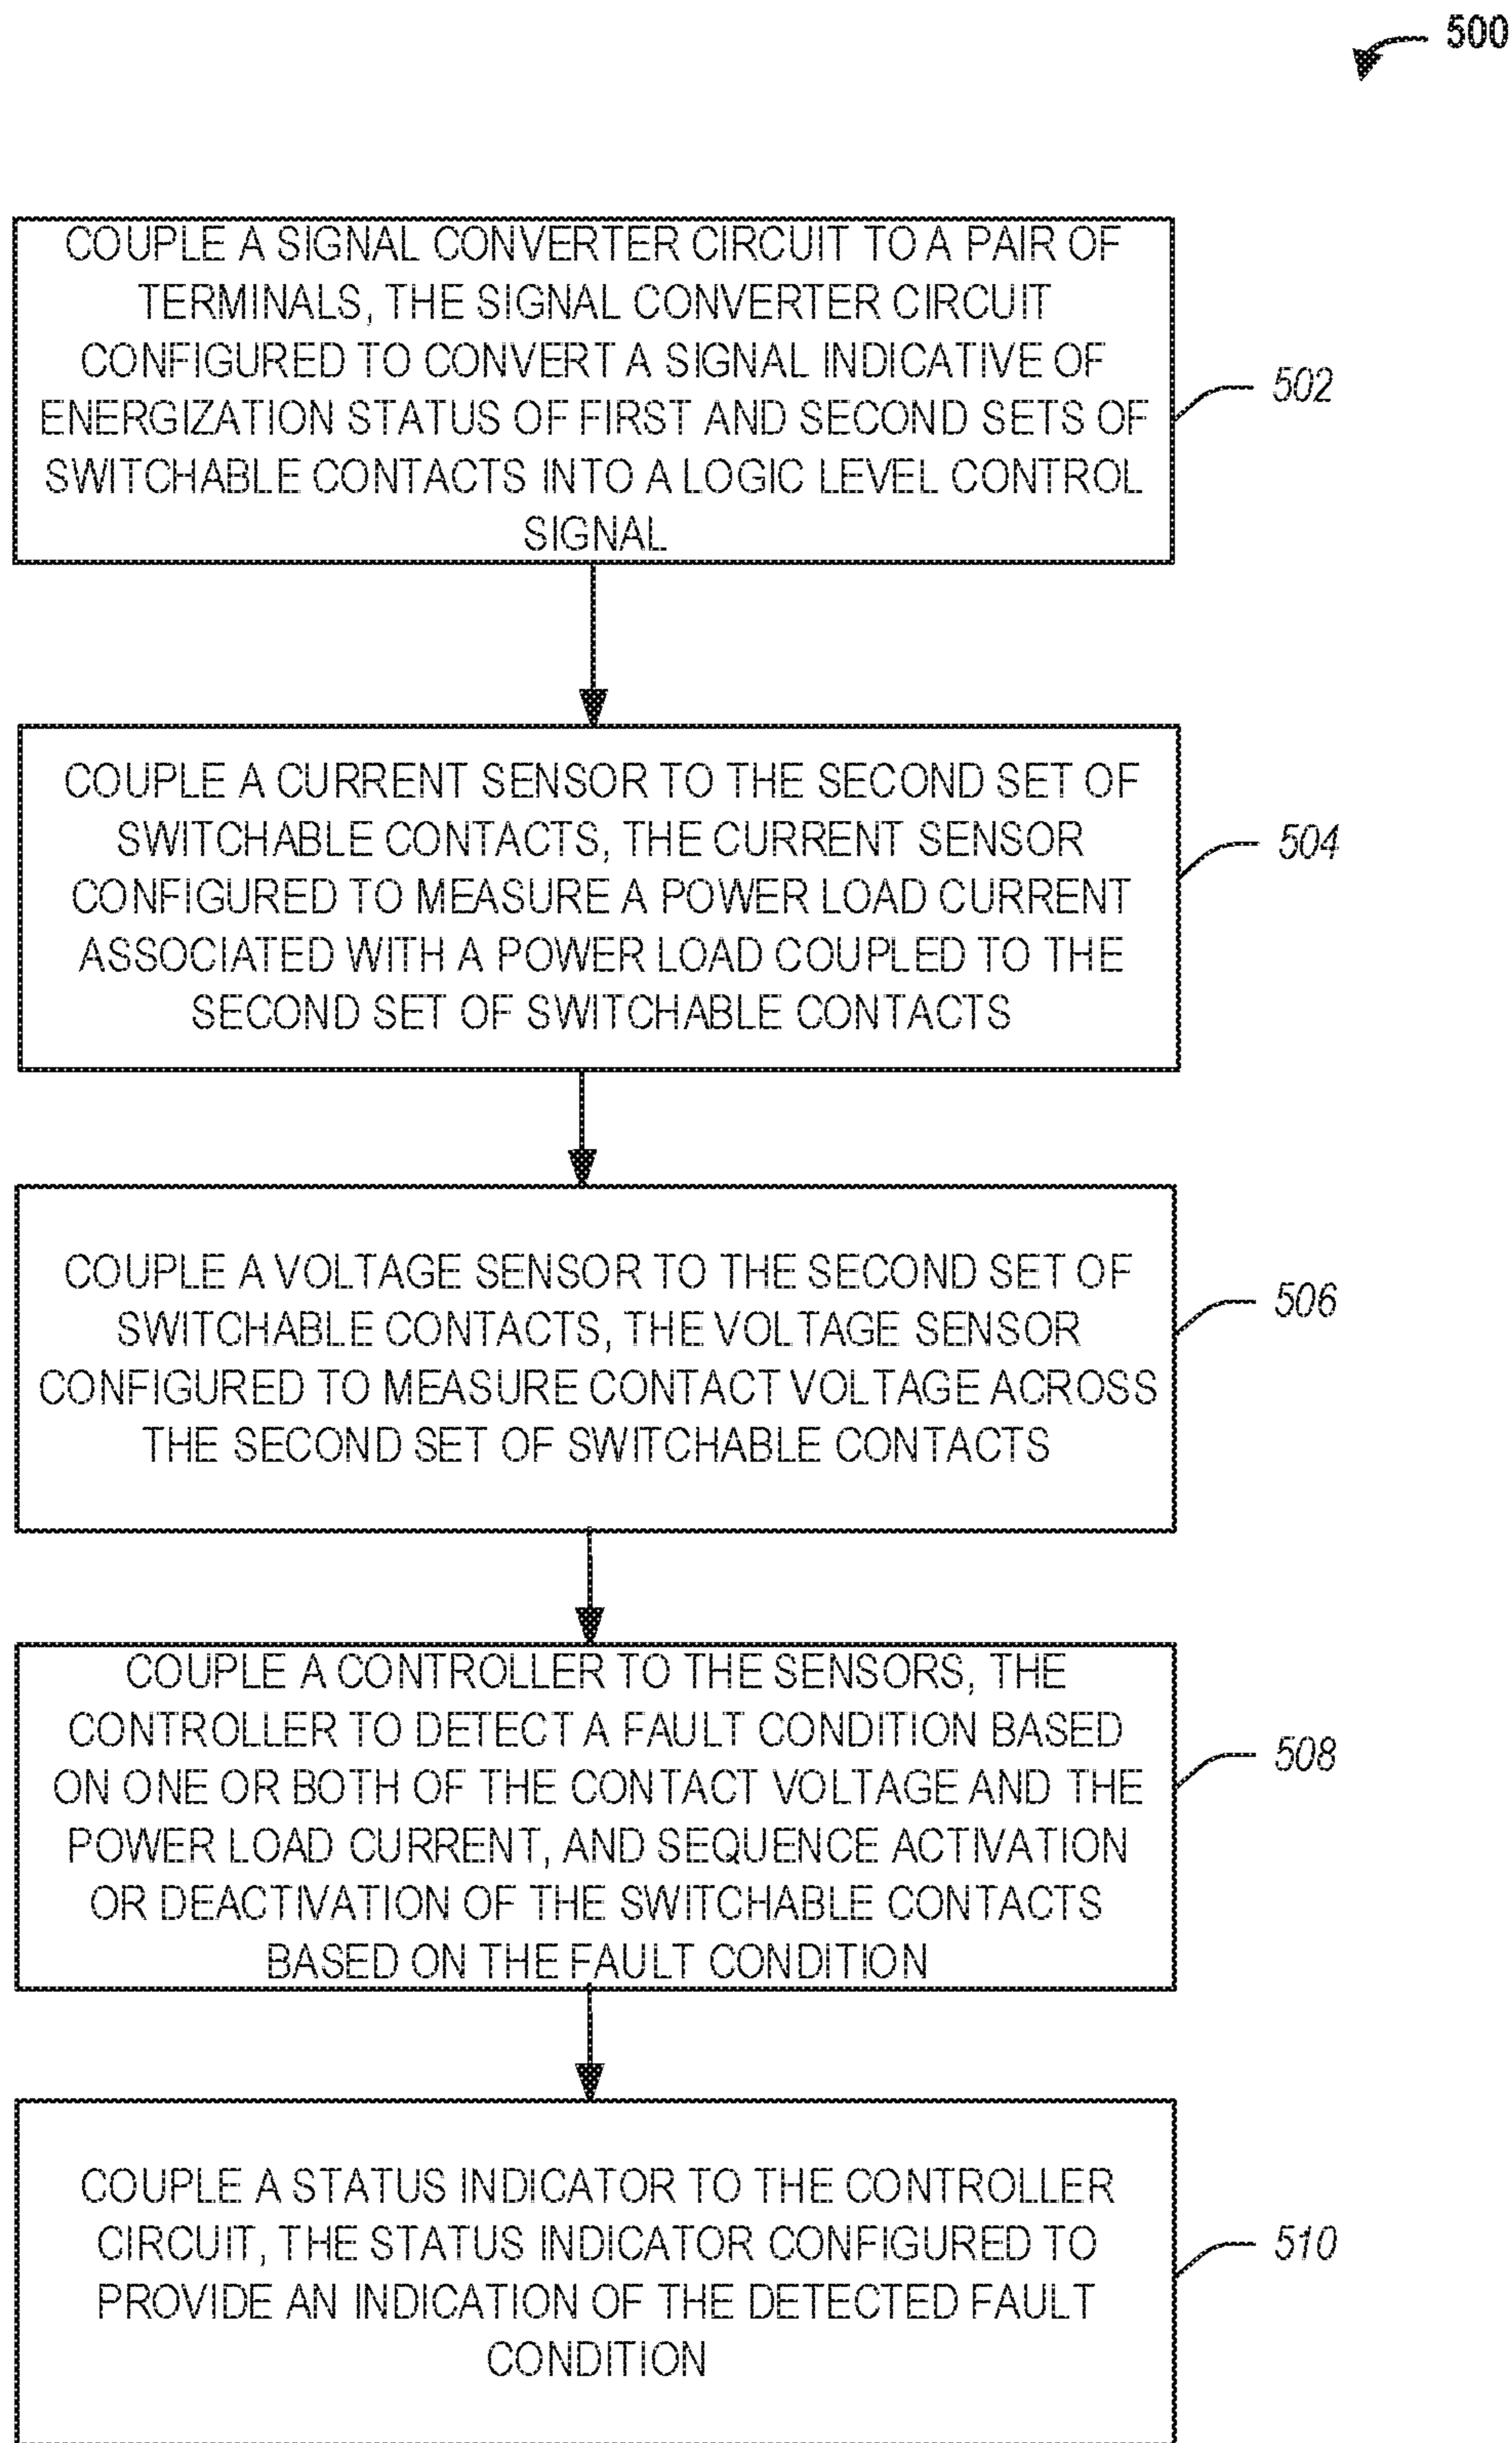 500
COUPLE A SIGNAL CONVERTER CIRCUIT TO A PAIR OF
TERMINALS, THE SIGNAL CONVERTER CIRCUIT
CONFIGURED TO CONVERT A SIGNAL INDICATIVE OF
ENERGIZATION STATUS OF FIRST AND SECOND SETS OF
SWITCHABLE CONTACTS INTO A LOGIC LEVEL CONTROL
SIGNAL
502
COUPLE A CURRENT SENSOR TO THE SECOND SET OF
SWITCHABLE CONTACTS, THE CURRENT SENSOR
CONFIGURED TO MEASURE A POWER LOAD CURRENT
ASSOCIATED WITH A POWER LOAD COUPLED TO THE
SECOND SET OF SWITCHABLE CONTACTS
504
COUPLE A VOLTAGE SENSOR TO THE SECOND SET OF
SWITCHABLE CONTACTS, THE VOLTAGE SENSOR
CONFIGURED TO MEASURE CONTACT VOLTAGE ACROSS
THE SECOND SET OF SWITCHABLE CONTACTS
506
COUPLE A CONTROLLER TO THE SENSORS, THE
CONTROLLER TO DETECT A FAULT CONDITION BASED
ON ONE OR BOTH OF THE CONTACT VOLTAGE AND THE
POWER LOAD CURRENT, AND SEQUENCE ACTIVATION
OR DEACTIVATION OF THE SWITCHABLE CONTACTS
BASED ON THE FAULT CONDITION
508
COUPLE A STATUS INDICATOR TO THE CONTROLLER
CIRCUIT, THE STATUS INDICATOR CONFIGURED TO
PROVIDE AN INDICATION OF THE DETECTED FAULT
CONDITION
510